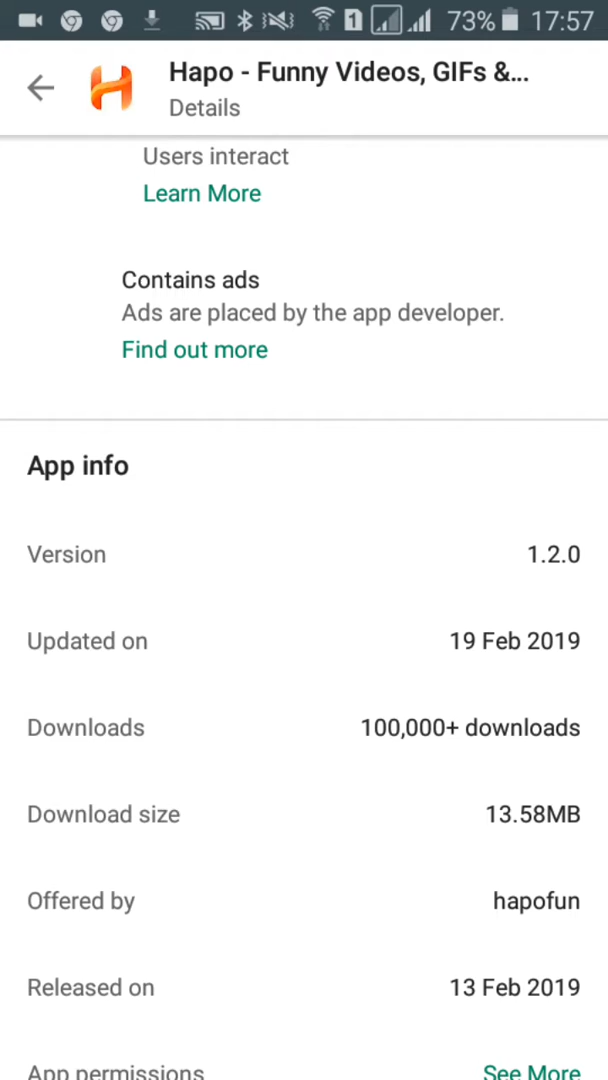 1 73% 17:57
Hapo - Funny Videos, GIFs &...
Details
Users interact
Learn More
Contains ads
Ads are placed by the app developer.
Find out more
App info
Version 1.2.0
Updated on 19 Feb 2019
Downloads 100,000+ downloads
Download size 13.58MB
Offered by hapofun
Released on 13 Feb 2019
App permissions See More